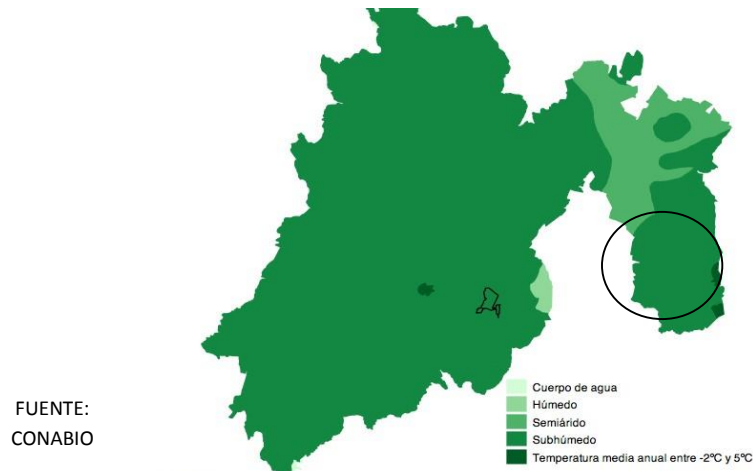 FUENTE:
CONABIO
Cuerpo de agua
Húmedo
Semiárido
Subhúmedo
Temperatura media anual entre -2ºC y 5ºC